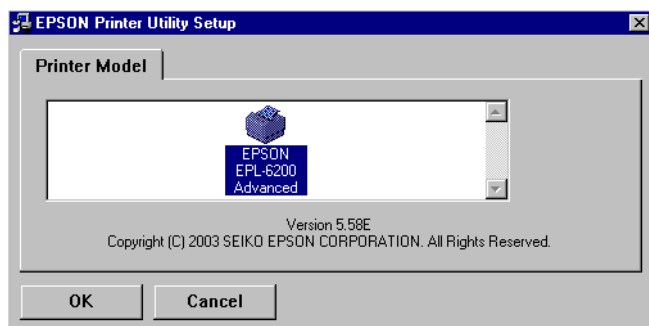 EPSON Printer Utility Setup
Printer Model
EPSON
EPL-6200
Advanced
Version 5.58E
Copyright (C) 2003 SEIKO EPSON CORPORATION. All Rights Reserved.
OK
Cancel